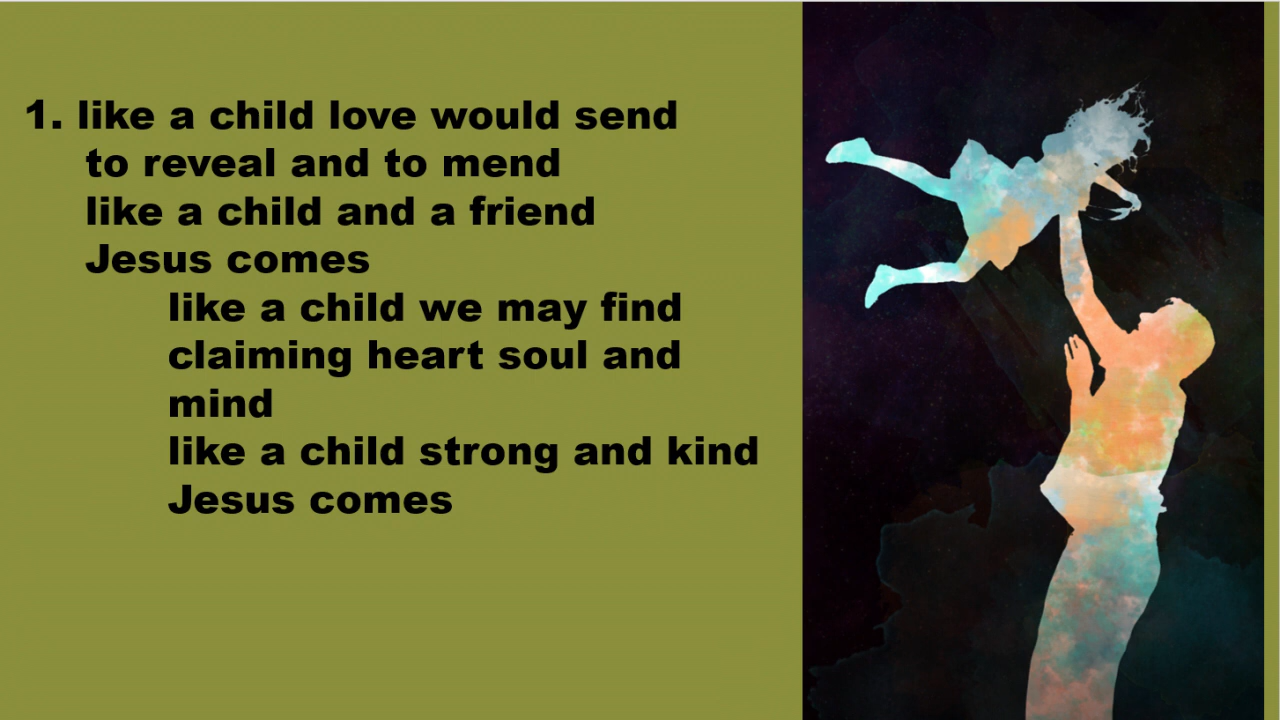 1. like a child love would send
to reveal and to mend
like a child and a friend
Jesus comes
like a child we may find
claiming heart soul and
mind
like a child strong and kind
Jesus comes